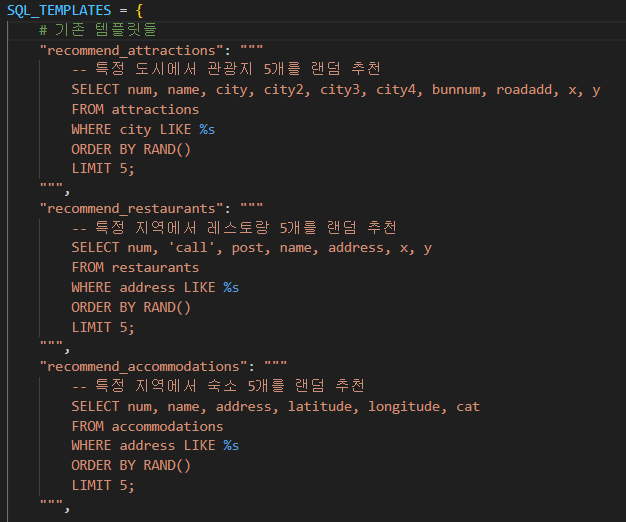 SQL_TEMPLATES = {
    # 기존 템플릿들
    "recommend_attractions": """
        -- 특정 도시에서 관광지 5개를 랜덤 추천
        SELECT num, name, city, city2, city3, city4, bunnum, roadadd, x, y
        FROM attractions
        WHERE city LIKE %s
        ORDER BY RAND()
        LIMIT 5;
    """,
    "recommend_restaurants": """
        -- 특정 지역에서 레스토랑 5개를 랜덤 추천
        SELECT num, 'call', post, name, address, x, y
        FROM restaurants
        WHERE address LIKE %s
        ORDER BY RAND()
        LIMIT 5;
    """,
    "recommend_accommodations": """
        -- 특정 지역에서 숙소 5개를 랜덤 추천
        SELECT num, name, address, latitude, longitude, cat
        FROM accommodations
        WHERE address LIKE %s
        ORDER BY RAND()
        LIMIT 5;
    """,